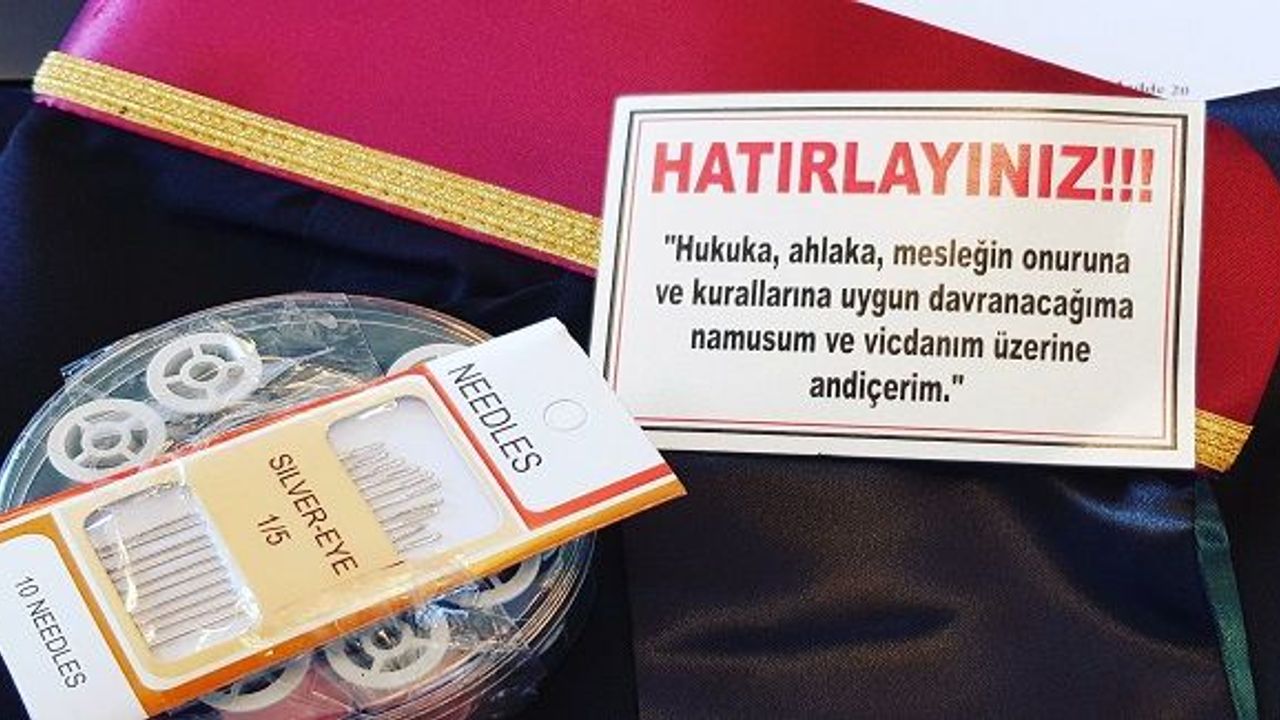 HATIRLAYINIZ!!!
"Hukuka, ahlaka, mesleğin onuruna
ve kurallarına uygun davranacağıma
namusum ve vicdanım üzerine
andiçerim."
NEEDLES
SILVER-EYE
1/5
10 NEEDLES
20